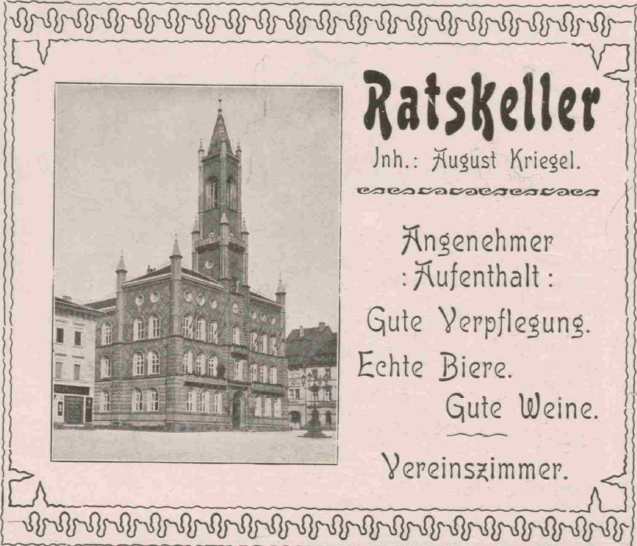 Ratskeller
Inh.: August Kriegel.
Angenehmer
: Aufenthalt :
Gute Verpflegung.
Echte Biere.
Gute Weine.
Vereinszimmer.